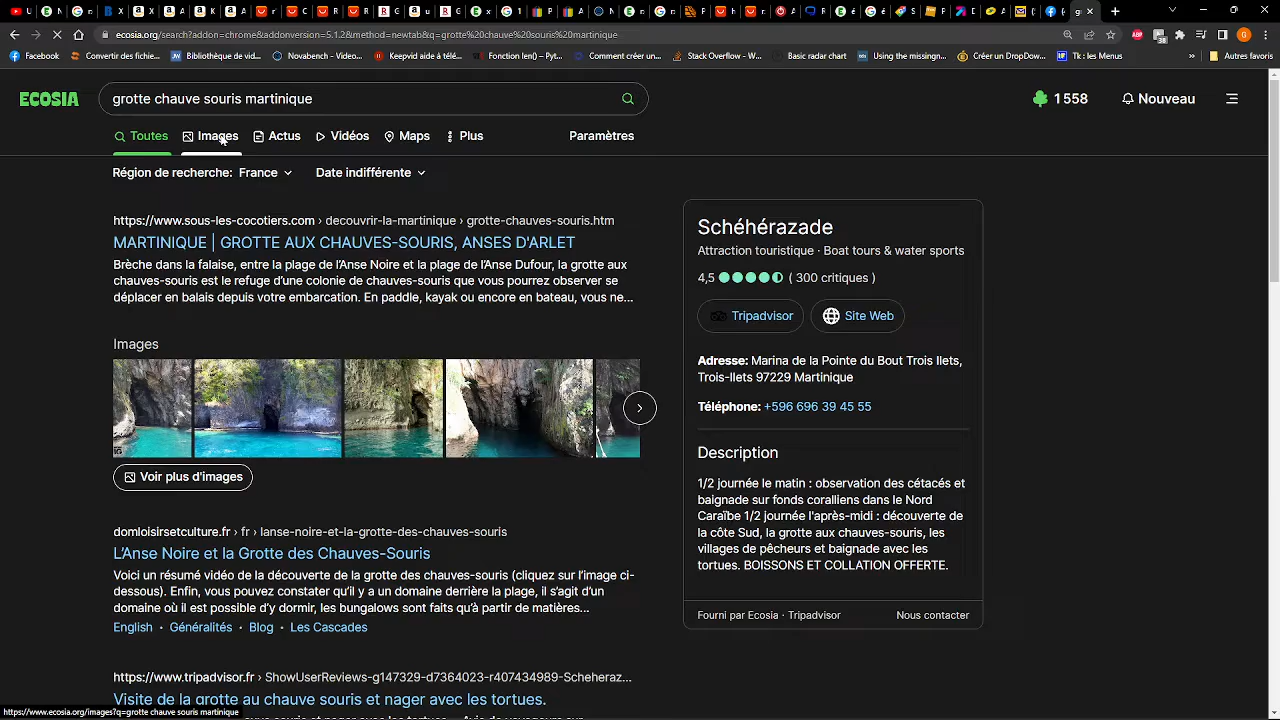 U
n
A
A
K
A
r
C
R
R
G
u
R
E
1
P
A
N
e
n
h
n
A
R
É
é
S
F
D
A
(
(
g
ecosia.org/search?addon=chrome&addonversion=5.1.2&method=newtab&q=grotte%20chauve%20souris%20martinique
Facebook
Convertir des fichie...
Bibliothèque de vid...
Novabench - Video...
Keepvid aide à télé...
Fonction len() – Pyt...
Comment créer un...
Stack Overflow - W...
Basic radar chart
Using the missingn...
Créer un DropDow...
Tk : les Menus
»
Autres favoris
ECOSIA
grotte chauve souris martinique
1 558
Nouveau
Toutes
Images
Actus
Vidéos
Maps
Plus
Paramètres
Région de recherche: France
Date indifférente
https://www.sous-les-cocotiers.com › decouvrir-la-martinique › grotte-chauves-souris.htm
MARTINIQUE | GROTTE AUX CHAUVES-SOURIS, ANSES D'ARLET
Brèche dans la falaise, entre la plage de l'Anse Noire et la plage de l'Anse Dufour, la grotte aux
chauves-souris est le refuge d'une colonie de chauves-souris que vous pourrez observer se
déplacer en balais depuis votre embarcation. En paddle, kayak ou encore en bateau, vous ne...
Images
Voir plus d'images
domloisirsetculture.fr › fr › lanse-noire-et-la-grotte-des-chauves-souris
L'Anse Noire et la Grotte des Chauves-Souris
Voici un résumé vidéo de la découverte de la grotte des chauves-souris (cliquez sur l'image ci-
dessous). Enfin, vous pouvez constater qu'il y a un domaine derrière la plage, il s'agit d'un
domaine où il est possible d'y dormir, les bungalows sont faits qu'à partir de matières...
English · Généralités · Blog · Les Cascades
https://www.tripadvisor.fr › ShowUserReviews-g147329-d7364023-r407434989-Scheheraz...
Visite de la grotte au chauve souris et nager avec les tortues.
Schéhérazade
Attraction touristique · Boat tours & water sports
4,5 ( 300 critiques )
Tripadvisor
Site Web
Adresse: Marina de la Pointe du Bout Trois Ilets,
Trois-Ilets 97229 Martinique
Téléphone: +596 696 39 45 55
Description
1/2 journée le matin : observation des cétacés et
baignade sur fonds coralliens dans le Nord
Caraïbe 1/2 journée l'après-midi : découverte de
la côte Sud, la grotte aux chauves-souris, les
villages de pêcheurs et baignade avec les
tortues. BOISSONS ET COLLATION OFFERTE.
Fourni par Ecosia · Tripadvisor
Nous contacter
https://www.ecosia.org/images?q=grotte chauve souris martinique